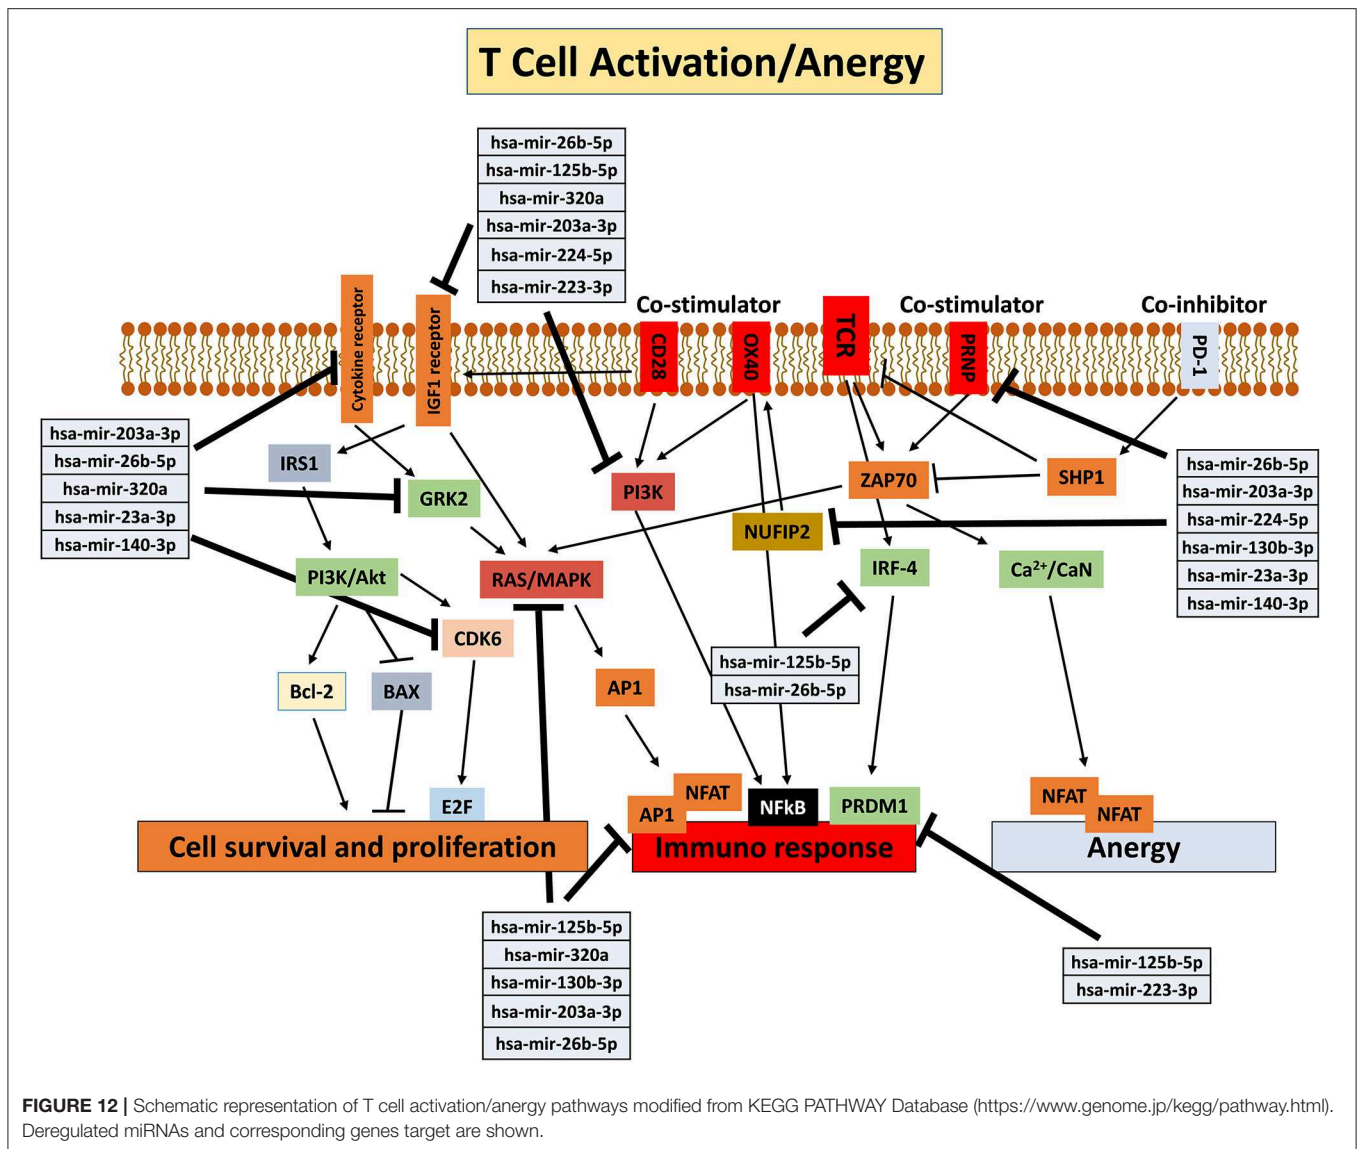 T Cell Activation/Anergy
hsa-mir-26b-5p
hsa-mir-125b-5p
hsa-mir-320a
hsa-mir-203a-3p
hsa-mir-224-5p
hsa-mir-223-3p
Co-stimulator
Co-stimulator
Co-inhibitor
Cytokine receptor
IGF1 receptor
CD28
OX40
TCR
PRNP
PD-1
hsa-mir-203a-3p
hsa-mir-26b-5p
hsa-mir-320a
hsa-mir-23a-3p
hsa-mir-140-3p
IRS1
GRK2
PI3K
ZAP70
SHP1
hsa-mir-26b-5p
hsa-mir-203a-3p
hsa-mir-224-5p
hsa-mir-130b-3p
hsa-mir-23a-3p
hsa-mir-140-3p
NUFIP2
PI3K/Akt
RAS/MAPK
IRF-4
Ca²⁺/CaN
CDK6
hsa-mir-125b-5p
hsa-mir-26b-5p
Bcl-2
BAX
AP1
E2F
AP1
NFAT
NFkB
PRDM1
NFAT
NFAT
Cell survival and proliferation
Immuno response
Anergy
hsa-mir-125b-5p
hsa-mir-320a
hsa-mir-130b-3p
hsa-mir-203a-3p
hsa-mir-26b-5p
hsa-mir-125b-5p
hsa-mir-223-3p
FIGURE 12 | Schematic representation of T cell activation/anergy pathways modified from KEGG PATHWAY Database (https://www.genome.jp/kegg/pathway.html).
Deregulated miRNAs and corresponding genes target are shown.